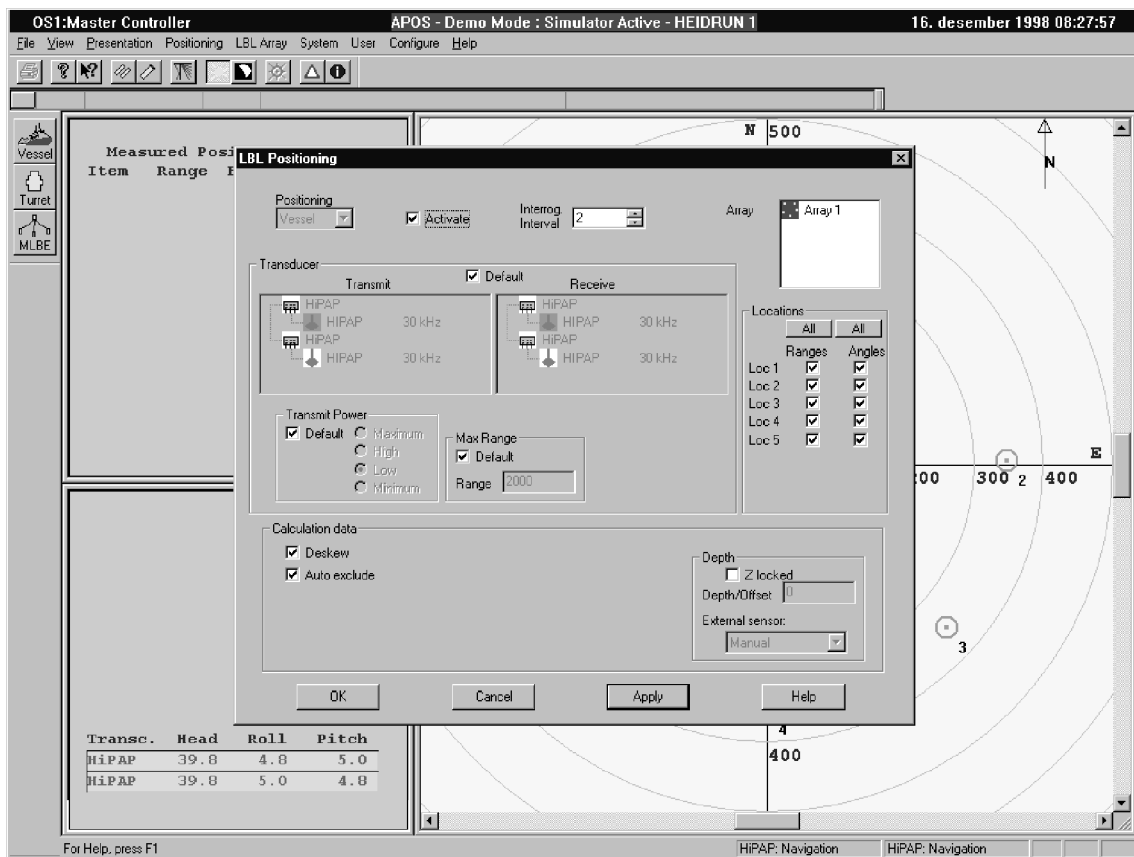 OS1:Master Controller APOS - Demo Mode : Simulator Active - HEIDRUN 1 16. desember 1998 08:27:57
File View Presentation Positioning LBL Array System User Configure Help
N 500
Vessel
Turret
MLBE
Measured Posi
Item Range
N
LBL Positioning
Positioning
Vessel
Activate
Interrog.
Interval 2
Array
Array 1
Transducer
Default
Transmit Receive
HiPAP HiPAP
HIPAP 30 kHz HIPAP 30 kHz
HiPAP HiPAP
HIPAP 30 kHz HIPAP 30 kHz
Locations
All All
Ranges Angles
Loc 1
Loc 2
Loc 3
Loc 4
Loc 5
Transmit Power
Default Maximum
High
Low
Minimum
Max Range
Default
Range 2000
E
00 300 2 400
Calculation data
Deskew
Auto exclude
Depth
Z locked
Depth/Offset 0
External sensor:
Manual
3
OK Cancel Apply Help
4
400
Transc. Head Roll Pitch
HiPAP 39.8 4.8 5.0
HiPAP 39.8 5.0 4.8
For Help, press F1
HiPAP: Navigation HiPAP: Navigation